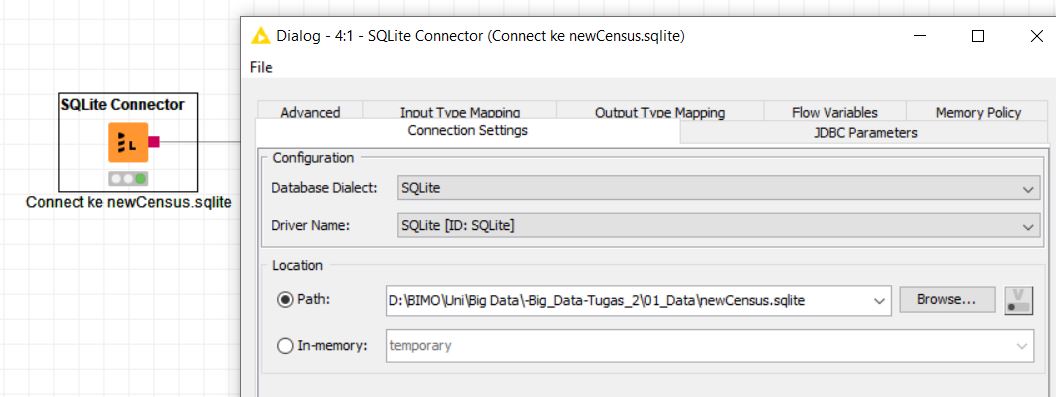 Dialog - 4:1 - SQLite Connector (Connect ke newCensus.sqlite)
File
SQLite Connector
L
Connect ke newCensus.sqlite
Advanced Input Type Mapping Output Type Mapping Flow Variables Memory Policy
Connection Settings JDBC Parameters
Configuration
Database Dialect: SQLite
Driver Name: SQLite [ID: SQLite]
Location
Path: D:\BIMO\Uni\Big Data\-Big_Data-Tugas_2\01_Data\newCensus.sqlite Browse... V
In-memory: temporary